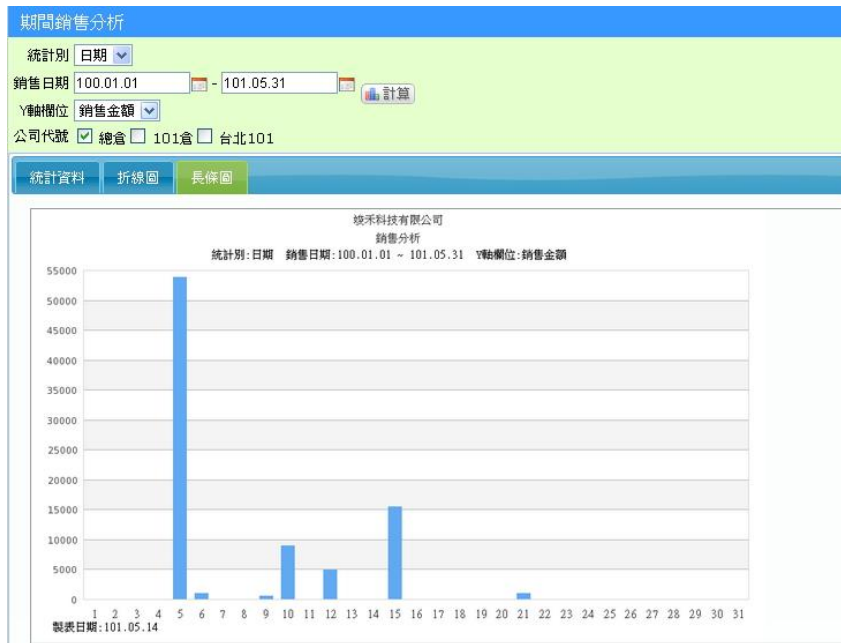 期間銷售分析
統計別 日期
銷售日期 100.01.01 - 101.05.31 計算
Y軸欄位 銷售金額
公司代號 總倉 101倉 台北101
統計資料 折線圖 長條圖
竣禾科技有限公司
銷售分析
統計別:日期 銷售日期:100.01.01 ~ 101.05.31 Y軸欄位:銷售金額
55000
50000
45000
40000
35000
30000
25000
20000
15000
10000
5000
0
1 2 3 4 5 6 7 8 9 10 11 12 13 14 15 16 17 18 19 20 21 22 23 24 25 26 27 28 29 30 31
製表日期:101.05.14